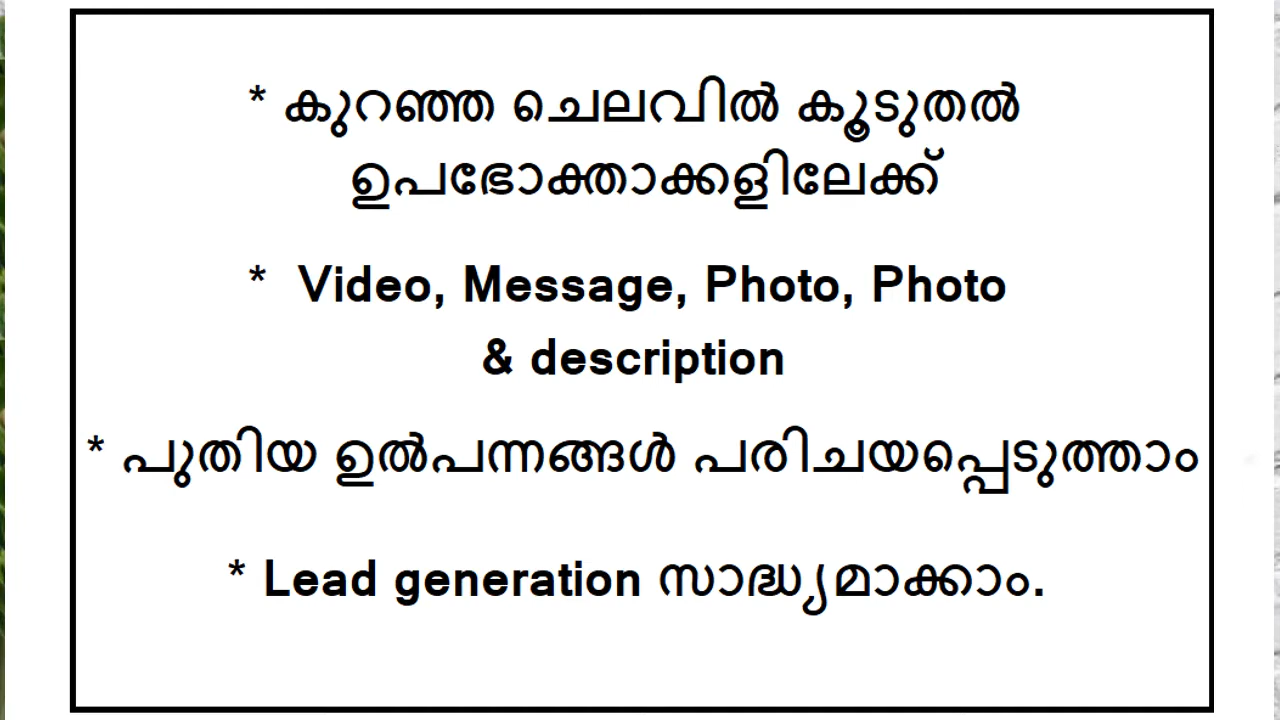 * കുറഞ്ഞ ചെലവിൽ കൂടുതൽ
ഉപഭോക്താക്കളിലേക്ക്
* Video, Message, Photo, Photo
& description
* പുതിയ ഉൽപന്നങ്ങൾ പരിചയപ്പെടുത്താം
* Lead generation സാദ്ധ്യമാക്കാം.